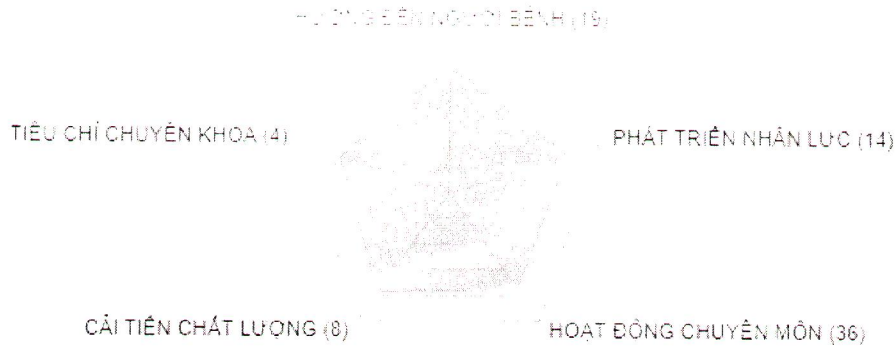 HƯỚNG ĐẾN NGƯỜI BỆNH (19)
TIÊU CHÍ CHUYÊN KHOA (4)
PHÁT TRIỂN NHÂN LỰC (14)
CẢI TIẾN CHẤT LƯỢNG (8)
HOẠT ĐỘNG CHUYÊN MÔN (36)